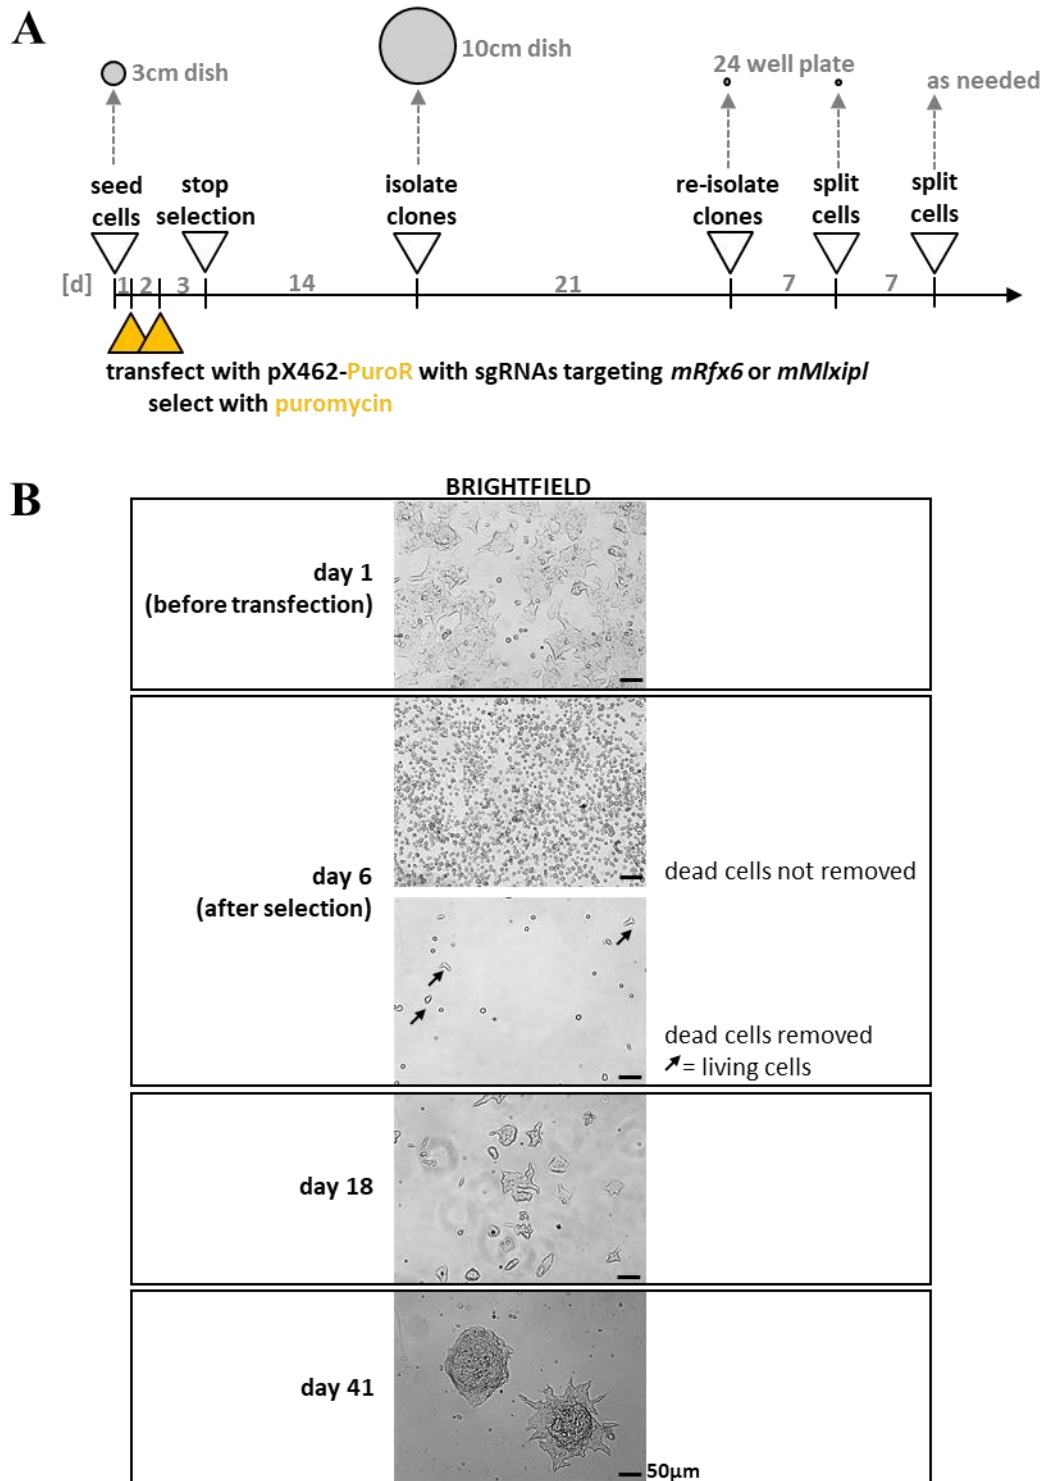 A
3cm dish
10cm dish
24 well plate
as needed
seed
cells
stop
selection
isolate
clones
re-isolate
clones
split
cells
split
cells
[d]
1
2
3
14
21
7
7
transfect with pX462-PuroR with sgRNAs targeting mRfx6 or mMlxipl
select with puromycin
B
BRIGHTFIELD
day 1
(before transfection)
day 6
(after selection)
dead cells not removed
dead cells removed
= living cells
day 18
day 41
50µm